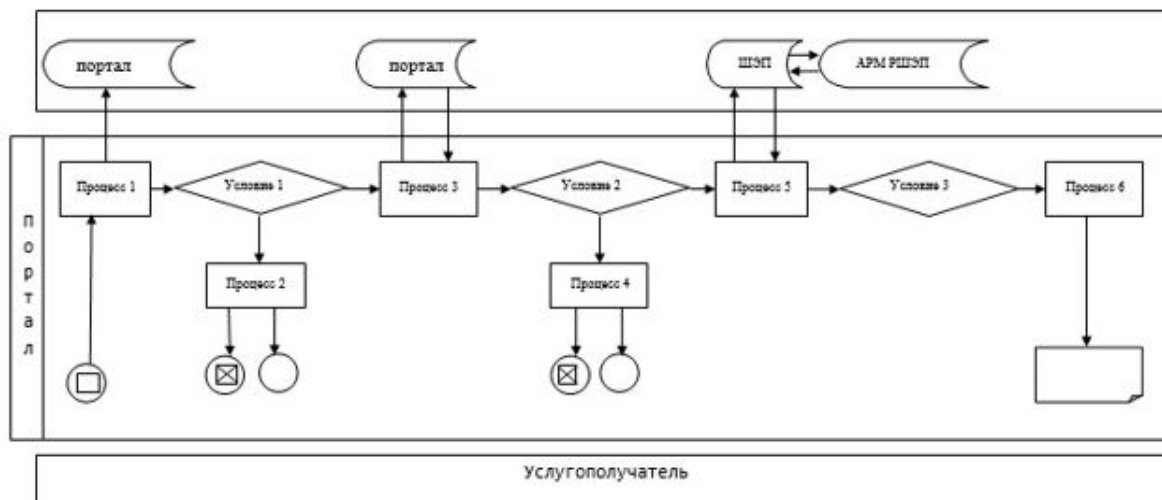 портал
портал
ШЭП
АРМ РШЭП
Портал
Процесс 1
Условие 1
Процесс 3
Условие 2
Процесс 5
Условие 3
Процесс 6
Процесс 2
Процесс 4
Услугополучатель